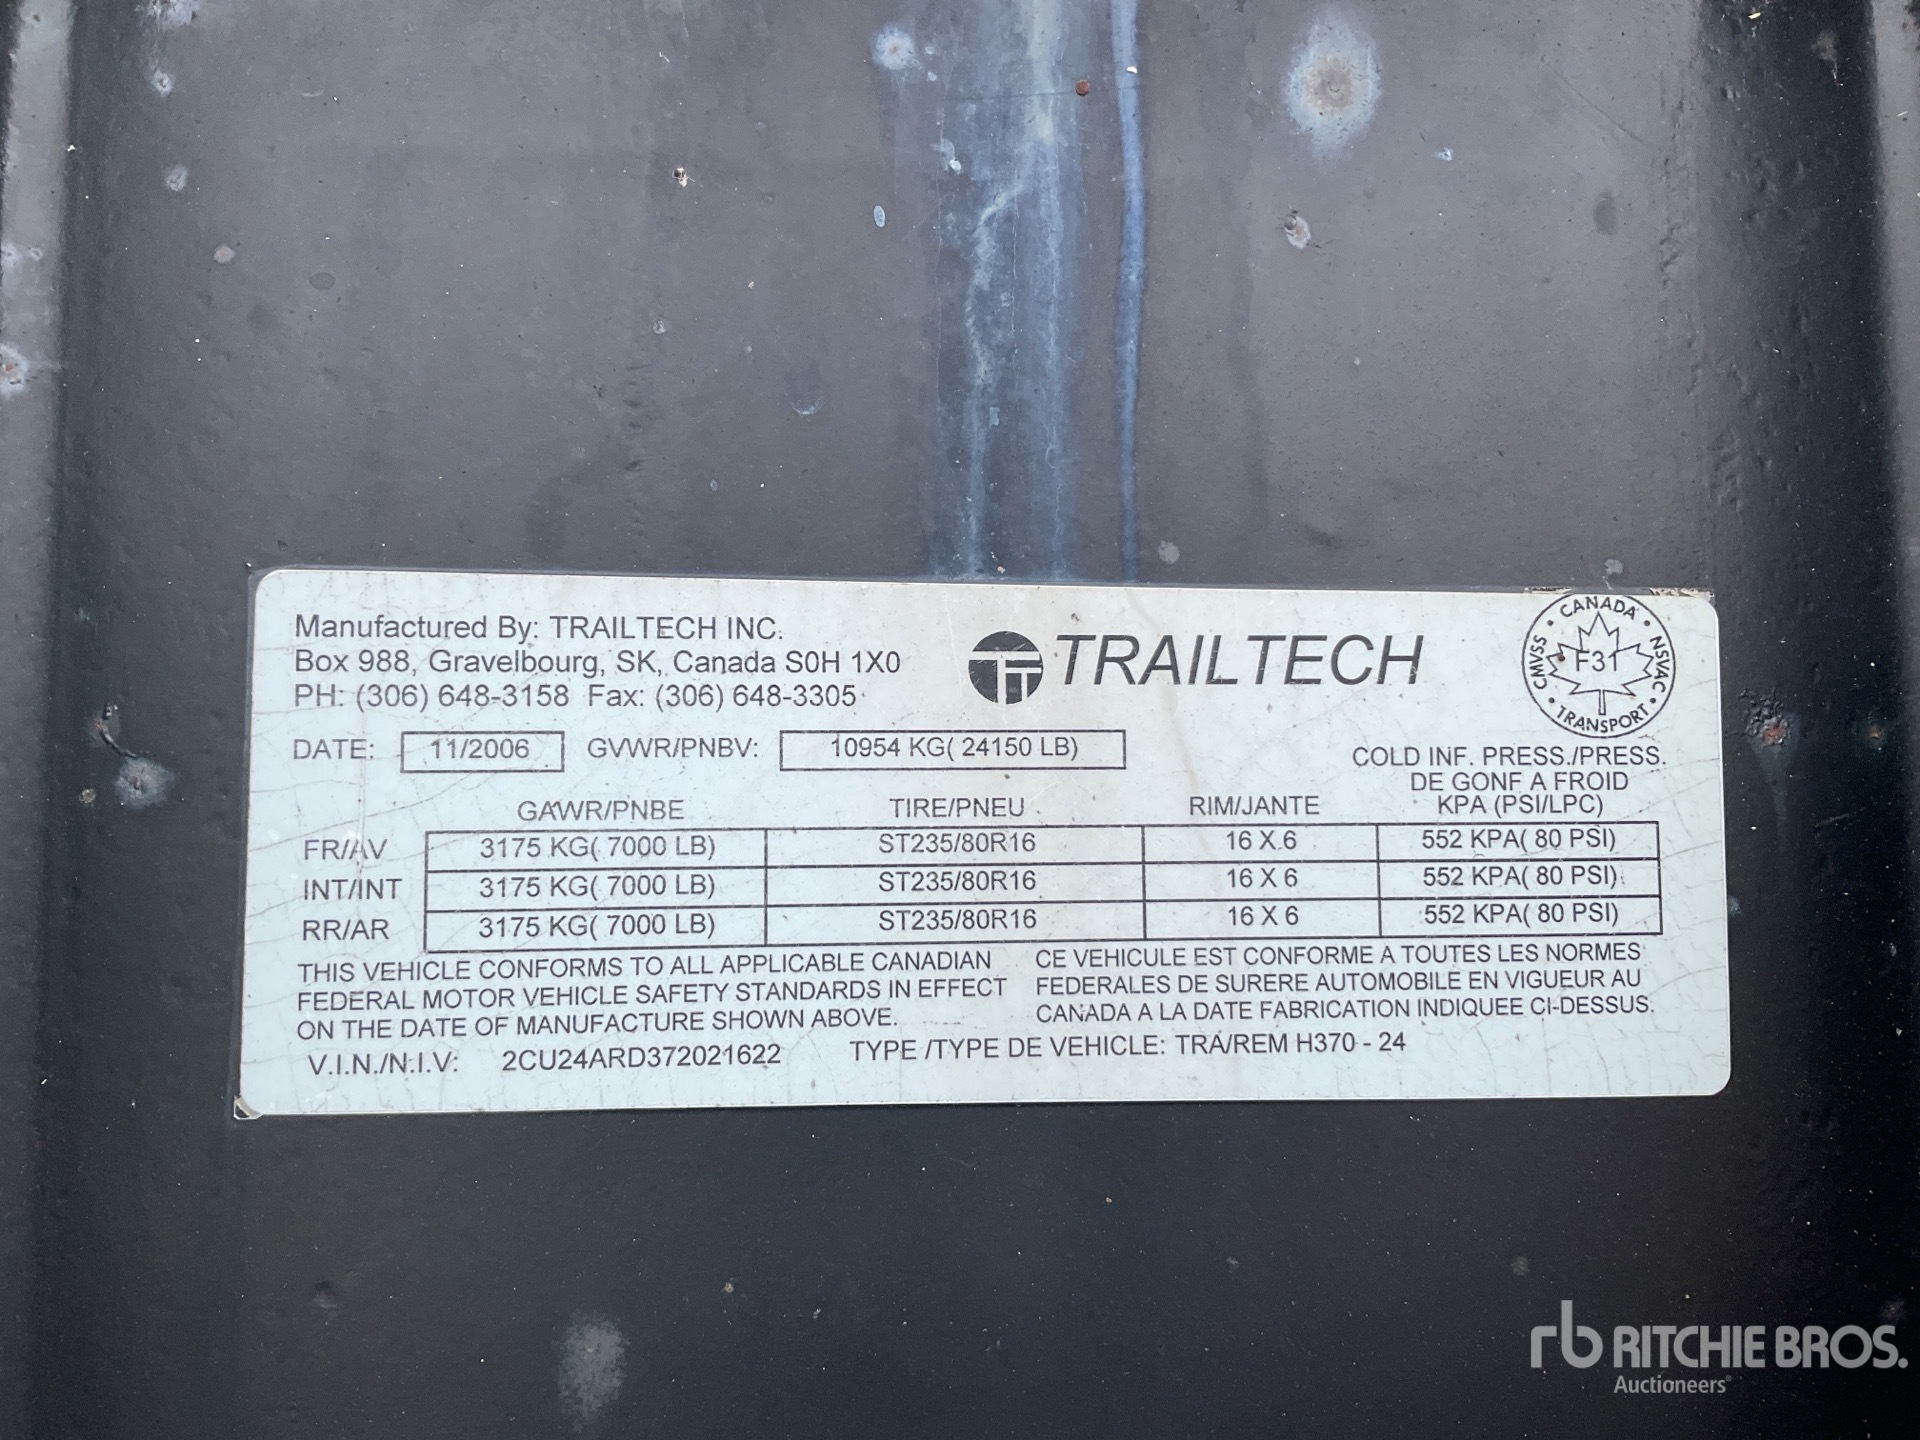 Manufactured By: TRAILTECH INC.
Box 988, Gravelbourg, SK, Canada S0H 1X0
PH: (306) 648-3158 Fax: (306) 648-3305
TRAILTECH
CANADA
CMVSS F31 NSVAC
TRANSPORT
DATE: 11/2006 GVWR/PNBV: 10954 KG( 24150 LB)
COLD INF. PRESS./PRESS.
DE GONF A FROID
GAWR/PNBE TIRE/PNEU RIM/JANTE KPA (PSI/LPC)
FR/AV 3175 KG( 7000 LB) ST235/80R16 16 X 6 552 KPA( 80 PSI)
INT/INT 3175 KG( 7000 LB) ST235/80R16 16 X 6 552 KPA( 80 PSI)
RR/AR 3175 KG( 7000 LB) ST235/80R16 16 X 6 552 KPA( 80 PSI)
THIS VEHICLE CONFORMS TO ALL APPLICABLE CANADIAN
FEDERAL MOTOR VEHICLE SAFETY STANDARDS IN EFFECT
ON THE DATE OF MANUFACTURE SHOWN ABOVE.
CE VEHICULE EST CONFORME A TOUTES LES NORMES
FEDERALES DE SURERE AUTOMOBILE EN VIGUEUR AU
CANADA A LA DATE FABRICATION INDIQUEE CI-DESSUS.
V.I.N./N.I.V: 2CU24ARD372021622 TYPE /TYPE DE VEHICLE: TRA/REM H370 - 24
rb RITCHIE BROS.
Auctioneers